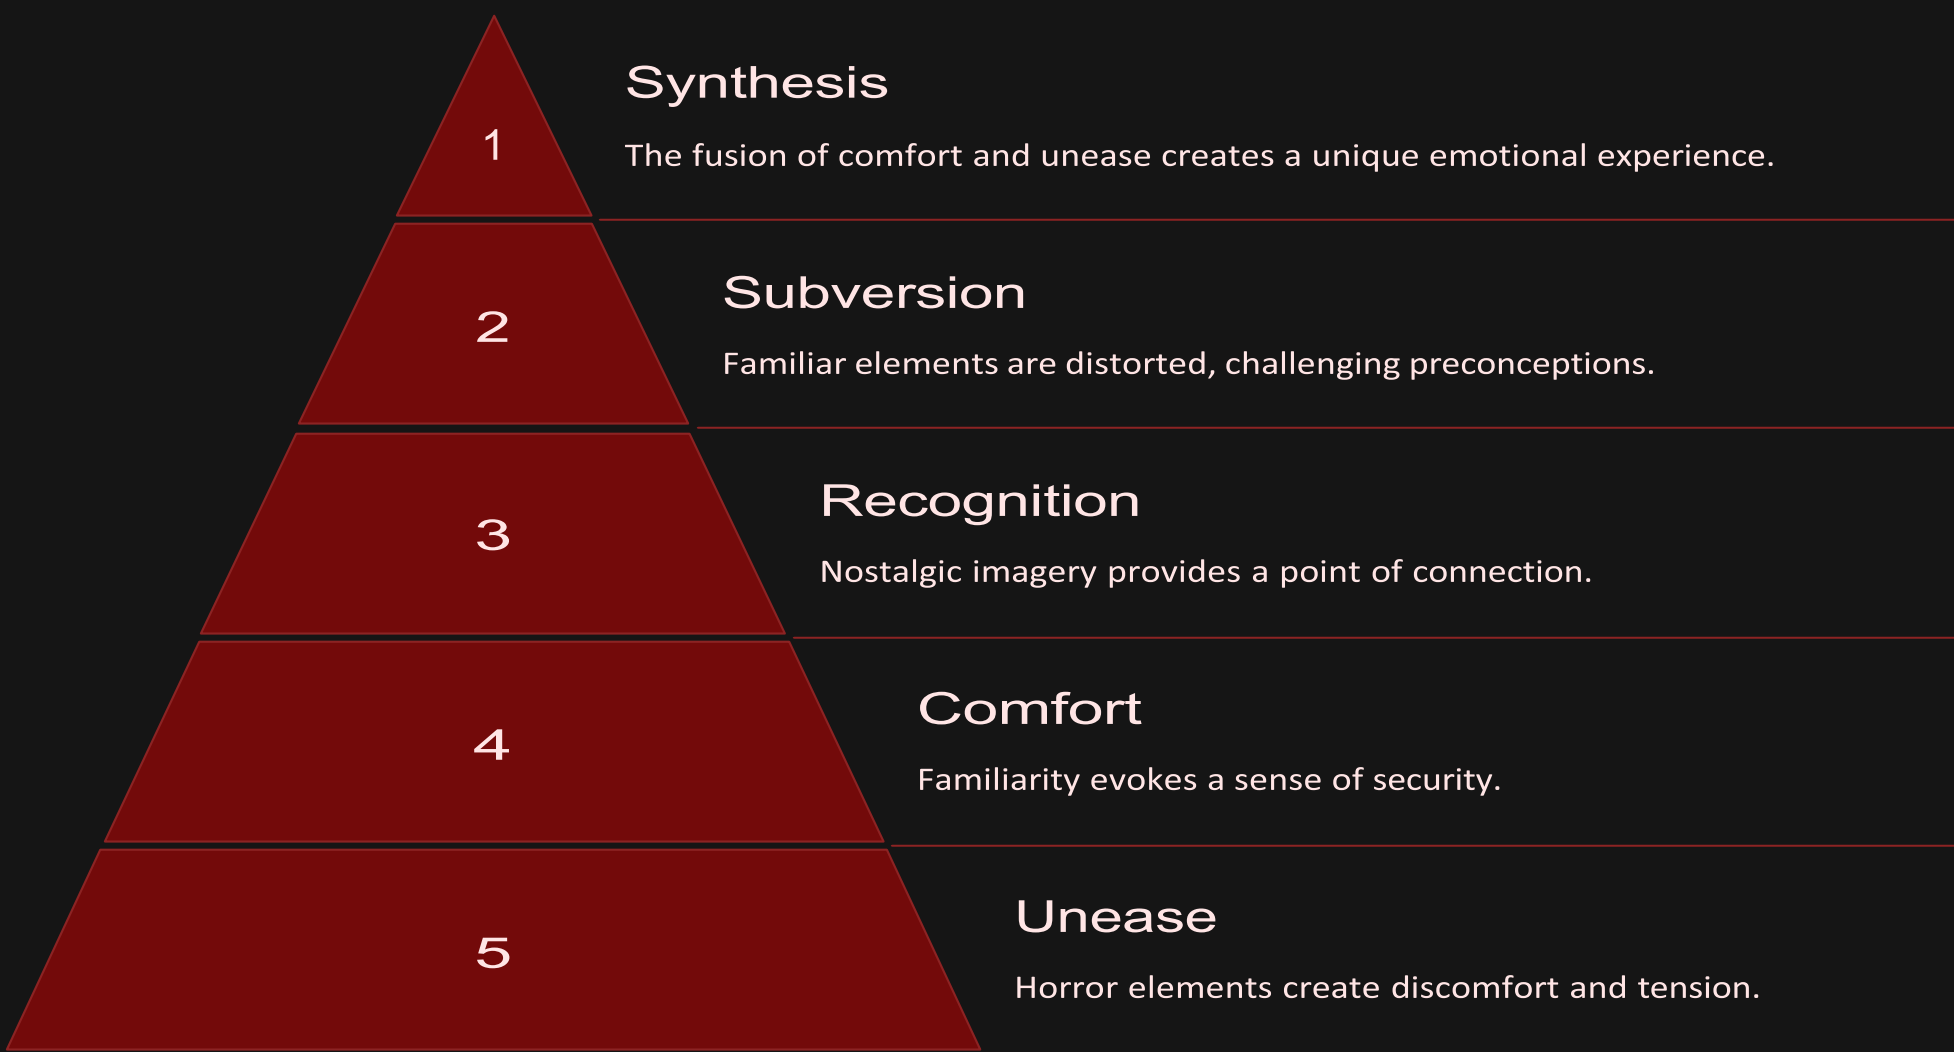 1
Synthesis
The fusion of comfort and unease creates a unique emotional experience.
2
Subversion
Familiar elements are distorted, challenging preconceptions.
3
Recognition
Nostalgic imagery provides a point of connection.
4
Comfort
Familiarity evokes a sense of security.
5
Unease
Horror elements create discomfort and tension.